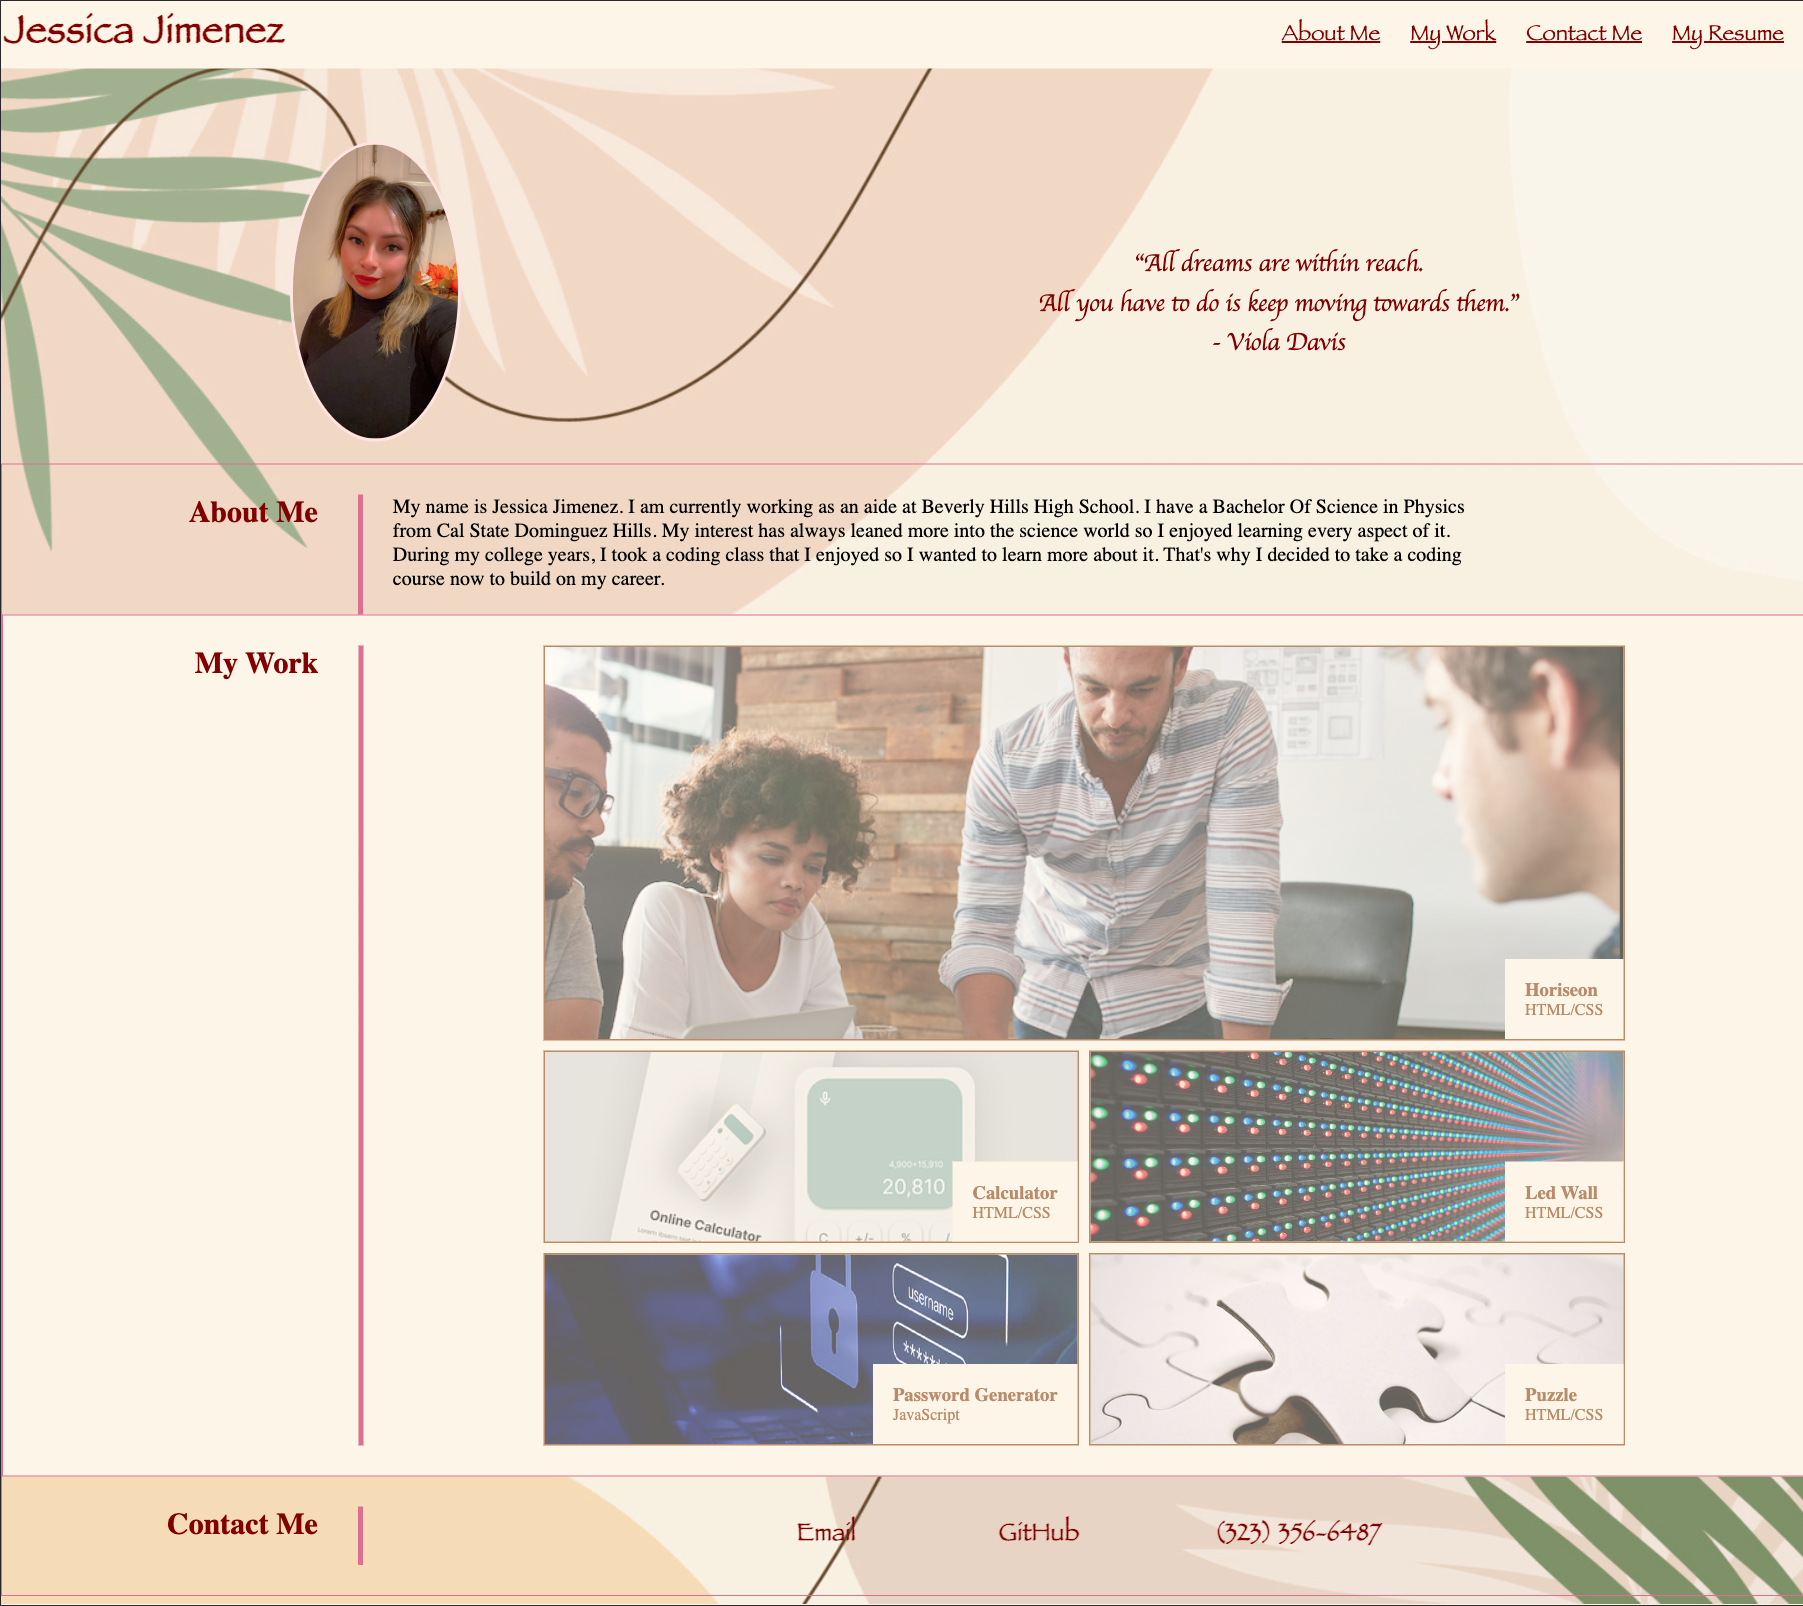 Jessica Jimenez
About Me My Work Contact Me My Resume
“All dreams are within reach.
All you have to do is keep moving towards them.”
- Viola Davis
About Me
My name is Jessica Jimenez. I am currently working as an aide at Beverly Hills High School. I have a Bachelor Of Science in Physics
from Cal State Dominguez Hills. My interest has always leaned more into the science world so I enjoyed learning every aspect of it.
During my college years, I took a coding class that I enjoyed so I wanted to learn more about it. That's why I decided to take a coding
course now to build on my career.
My Work
Horiseon
HTML/CSS
4,900+15,910
20,810
Online Calculator
C +/- % /
Calculator
HTML/CSS
Led Wall
HTML/CSS
username
******
Password Generator
JavaScript
Puzzle
HTML/CSS
Contact Me
Email GitHub (323) 356-6487